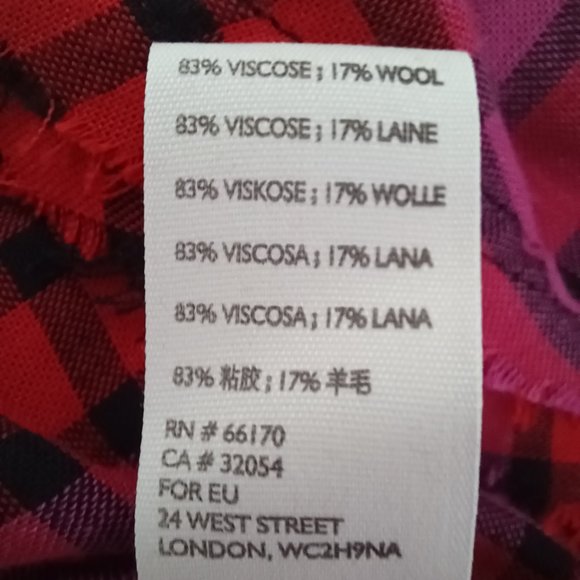 83% VISCOSE; 17% WOOL
83% VISCOSE; 17% LAINE
83% VISKOSE; 17% WOLLE
83% VISCOSA; 17% LANA
83% VISCOSA; 17% LANA
83% 粘胶; 17% 羊毛
RN # 66170
CA # 32054
FOR EU
24 WEST STREET
LONDON, WC2H9NA